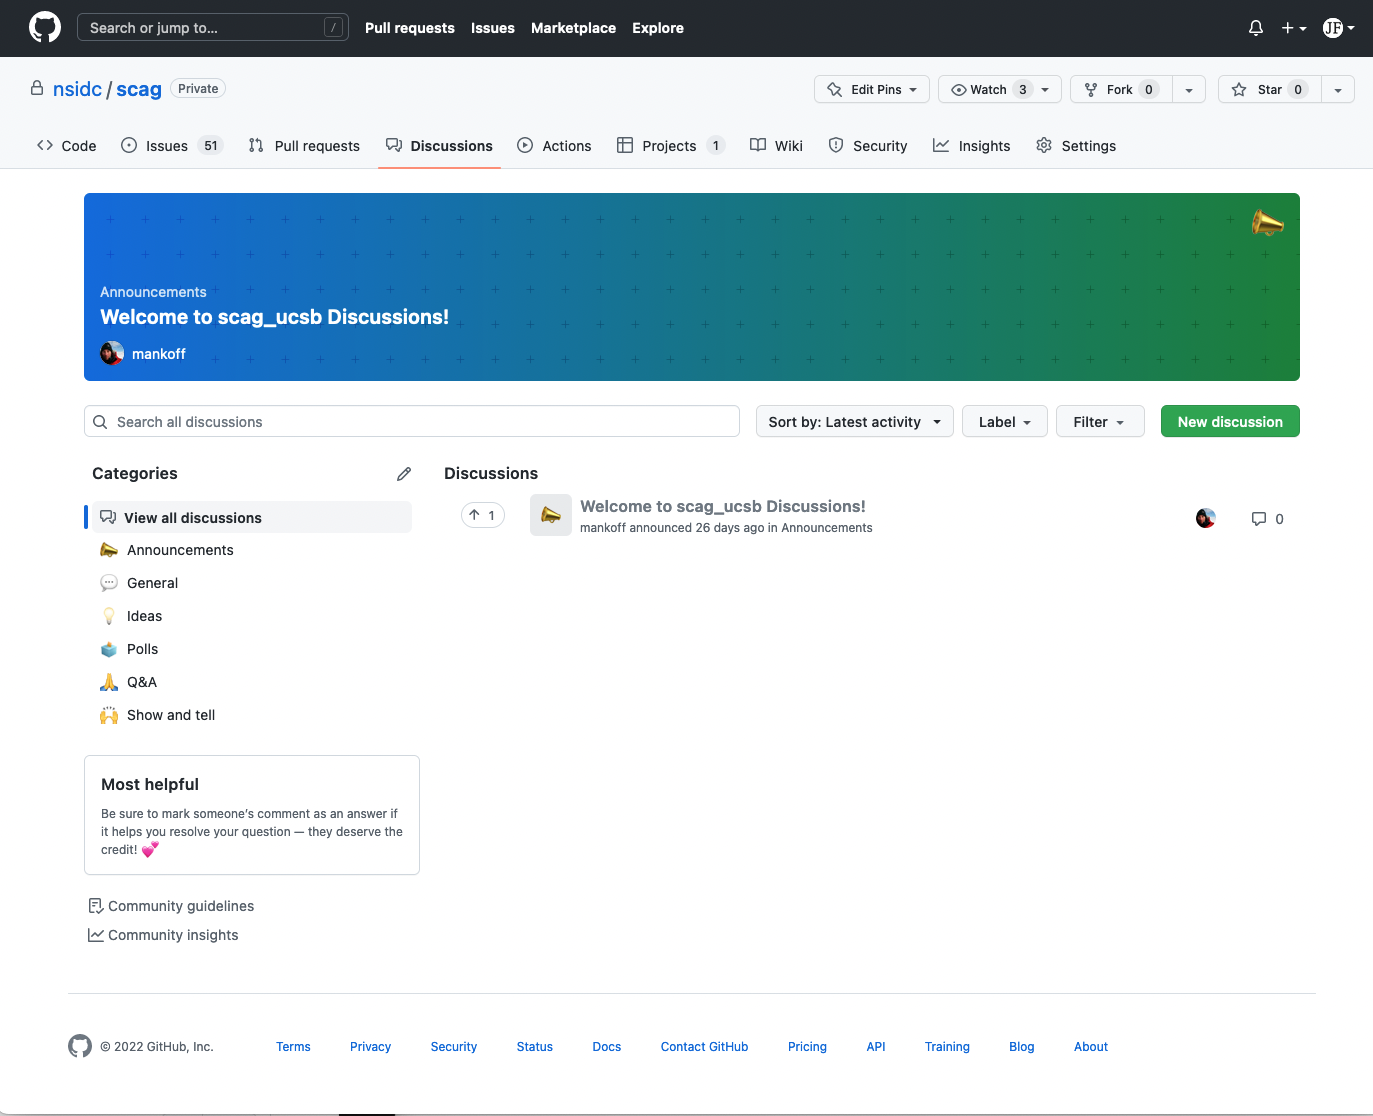 Search or jump to... /
Pull requests Issues Marketplace Explore
JF
nsidc / scag Private
Edit Pins Watch 3 Fork 0 Star 0
Code Issues 51 Pull requests Discussions Actions Projects 1 Wiki Security Insights Settings
Announcements
Welcome to scag_ucsb Discussions!
mankoff
Search all discussions
Sort by: Latest activity Label Filter New discussion
Categories
View all discussions
Announcements
General
Ideas
Polls
Q&A
Show and tell
Discussions
1
Welcome to scag_ucsb Discussions!
mankoff announced 26 days ago in Announcements
0
Most helpful
Be sure to mark someone's comment as an answer if
it helps you resolve your question — they deserve the
credit! 💕
Community guidelines
Community insights
© 2022 GitHub, Inc. Terms Privacy Security Status Docs Contact GitHub Pricing API Training Blog About